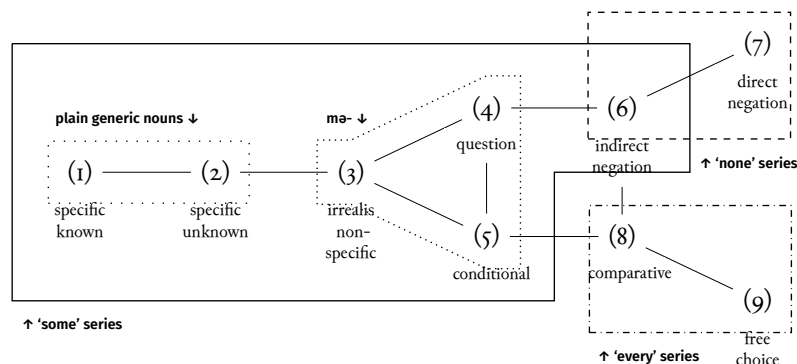 (7)
direct
negation
plain generic nouns ↓
mə- ↓
(4)
question
(6)
indirect
negation
↑ 'none' series
(1)
specific
known
(2)
specific
unknown
(3)
irrealis
non-
specific
(5)
conditional
(8)
comparative
(9)
free
choice
↑ 'some' series
↑ 'every' series